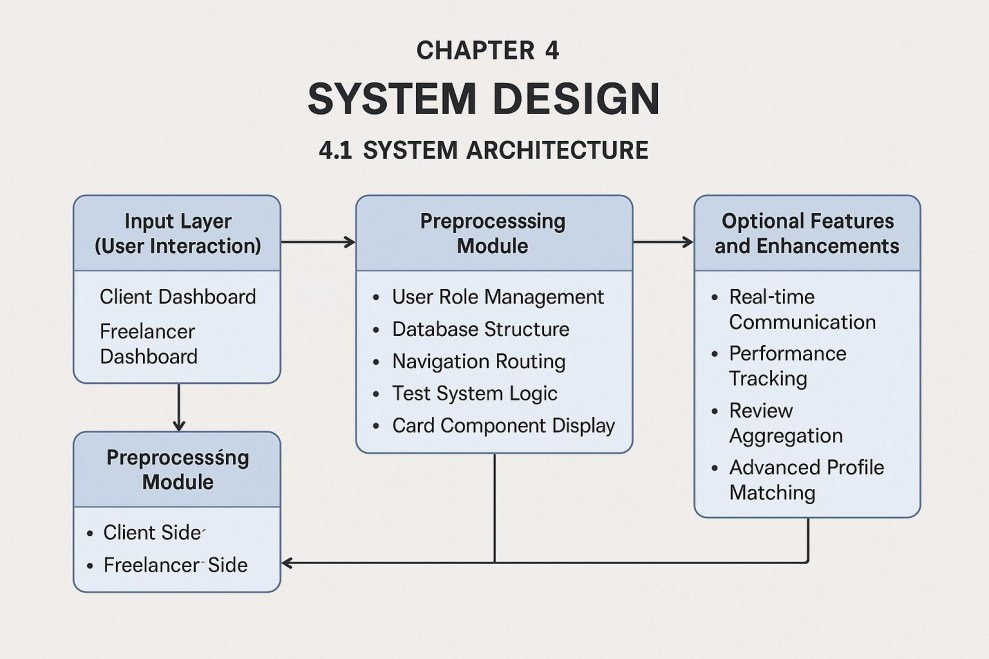 CHAPTER 4
SYSTEM DESIGN
4.1 SYSTEM ARCHITECTURE
Input Layer
(User Interaction)
Client Dashboard
Freelancer
Dashboard
Preprocesssing
Module
• User Role Management
• Database Structure
• Navigation Routing
• Test System Logic
• Card Component Display
Optional Features
and Enhancements
• Real-time
Communication
• Performance
Tracking
• Review
Aggregation
• Advanced Profile
Matching
Preprocessśng
Module
• Client Side
• Freelancer Side